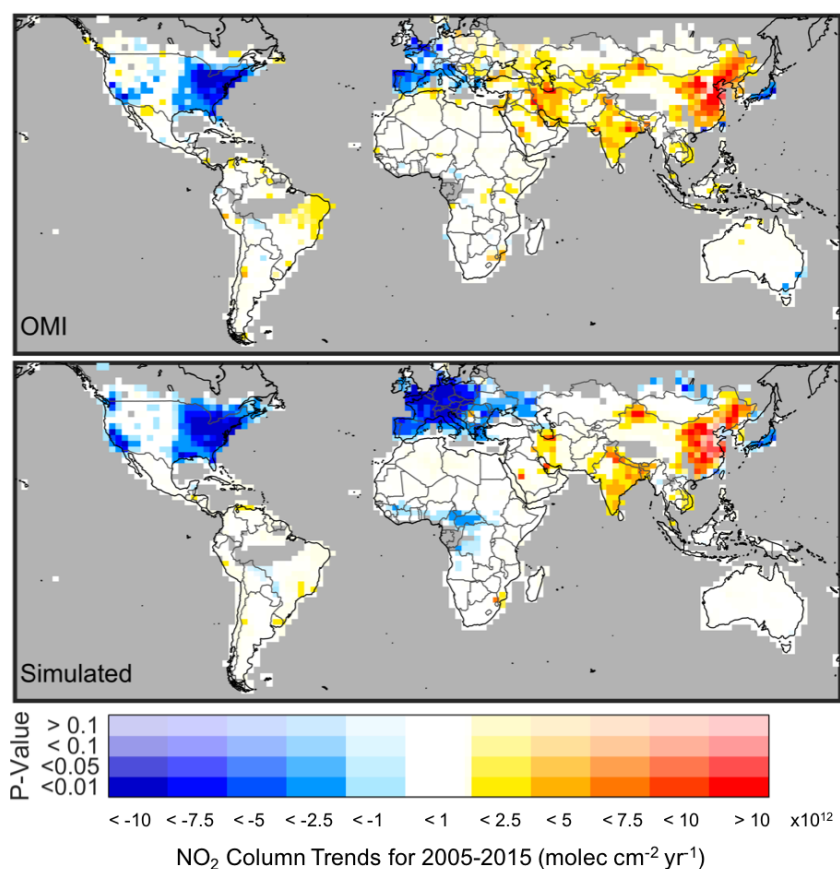 OMI
Simulated
P-Value
> 0.1
< 0.1
<0.05
<0.01
< -10 < -7.5 < -5 < -2.5 < -1 < 1 < 2.5 < 5 < 7.5 < 10 > 10 x10¹²
NO₂ Column Trends for 2005-2015 (molec cm⁻² yr⁻¹)